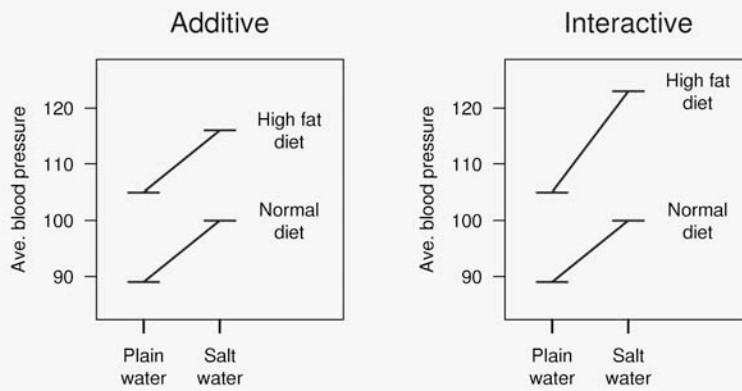 Additive
Ave. blood pressure
120
110
100
90
High fat
diet
Normal
diet
Plain
water
Salt
water
Interactive
Ave. blood pressure
120
110
100
90
High fat
diet
Normal
diet
Plain
water
Salt
water